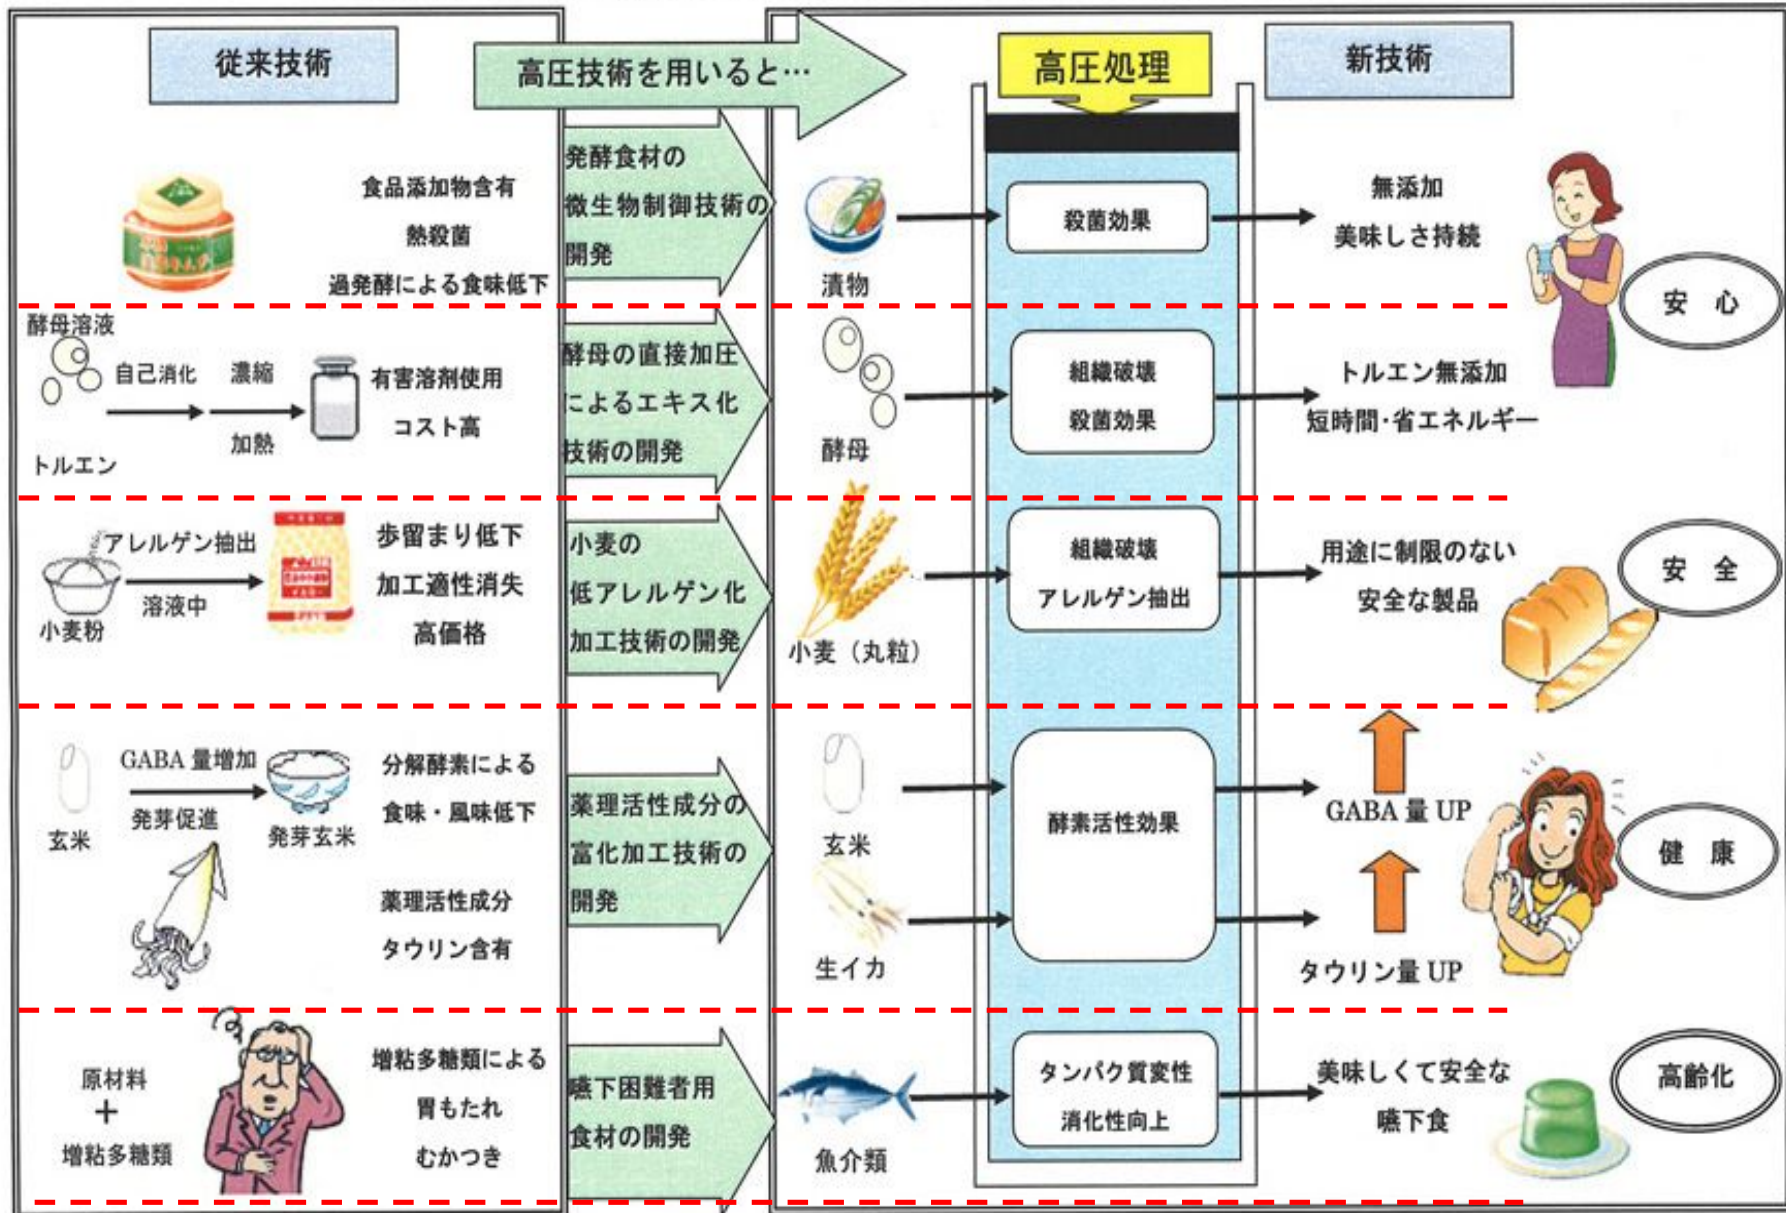 従来技術
高圧技術を用いると…
高圧処理
新技術
食品添加物含有
熱殺菌
過発酵による食味低下
発酵食材の
微生物制御技術の
開発
漬物
殺菌効果
無添加
美味しさ持続
安 心
酵母溶液
自己消化
濃縮
加熱
トルエン
有害溶剤使用
コスト高
酵母の直接加圧
によるエキス化
技術の開発
酵母
組織破壊
殺菌効果
トルエン無添加
短時間・省エネルギー
アレルゲン抽出
溶液中
小麦粉
歩留まり低下
加工適性消失
高価格
小麦の
低アレルゲン化
加工技術の開発
小麦（丸粒）
組織破壊
アレルゲン抽出
用途に制限のない
安全な製品
安 全
GABA 量増加
発芽促進
玄米
発芽玄米
分解酵素による
食味・風味低下
薬理活性成分
タウリン含有
薬理活性成分の
富化加工技術の
開発
玄米
生イカ
酵素活性効果
GABA 量 UP
タウリン量 UP
健 康
原材料
＋
増粘多糖類
増粘多糖類による
胃もたれ
むかつき
嚥下困難者用
食材の開発
魚介類
タンパク質変性
消化性向上
美味しくて安全な
嚥下食
高齢化